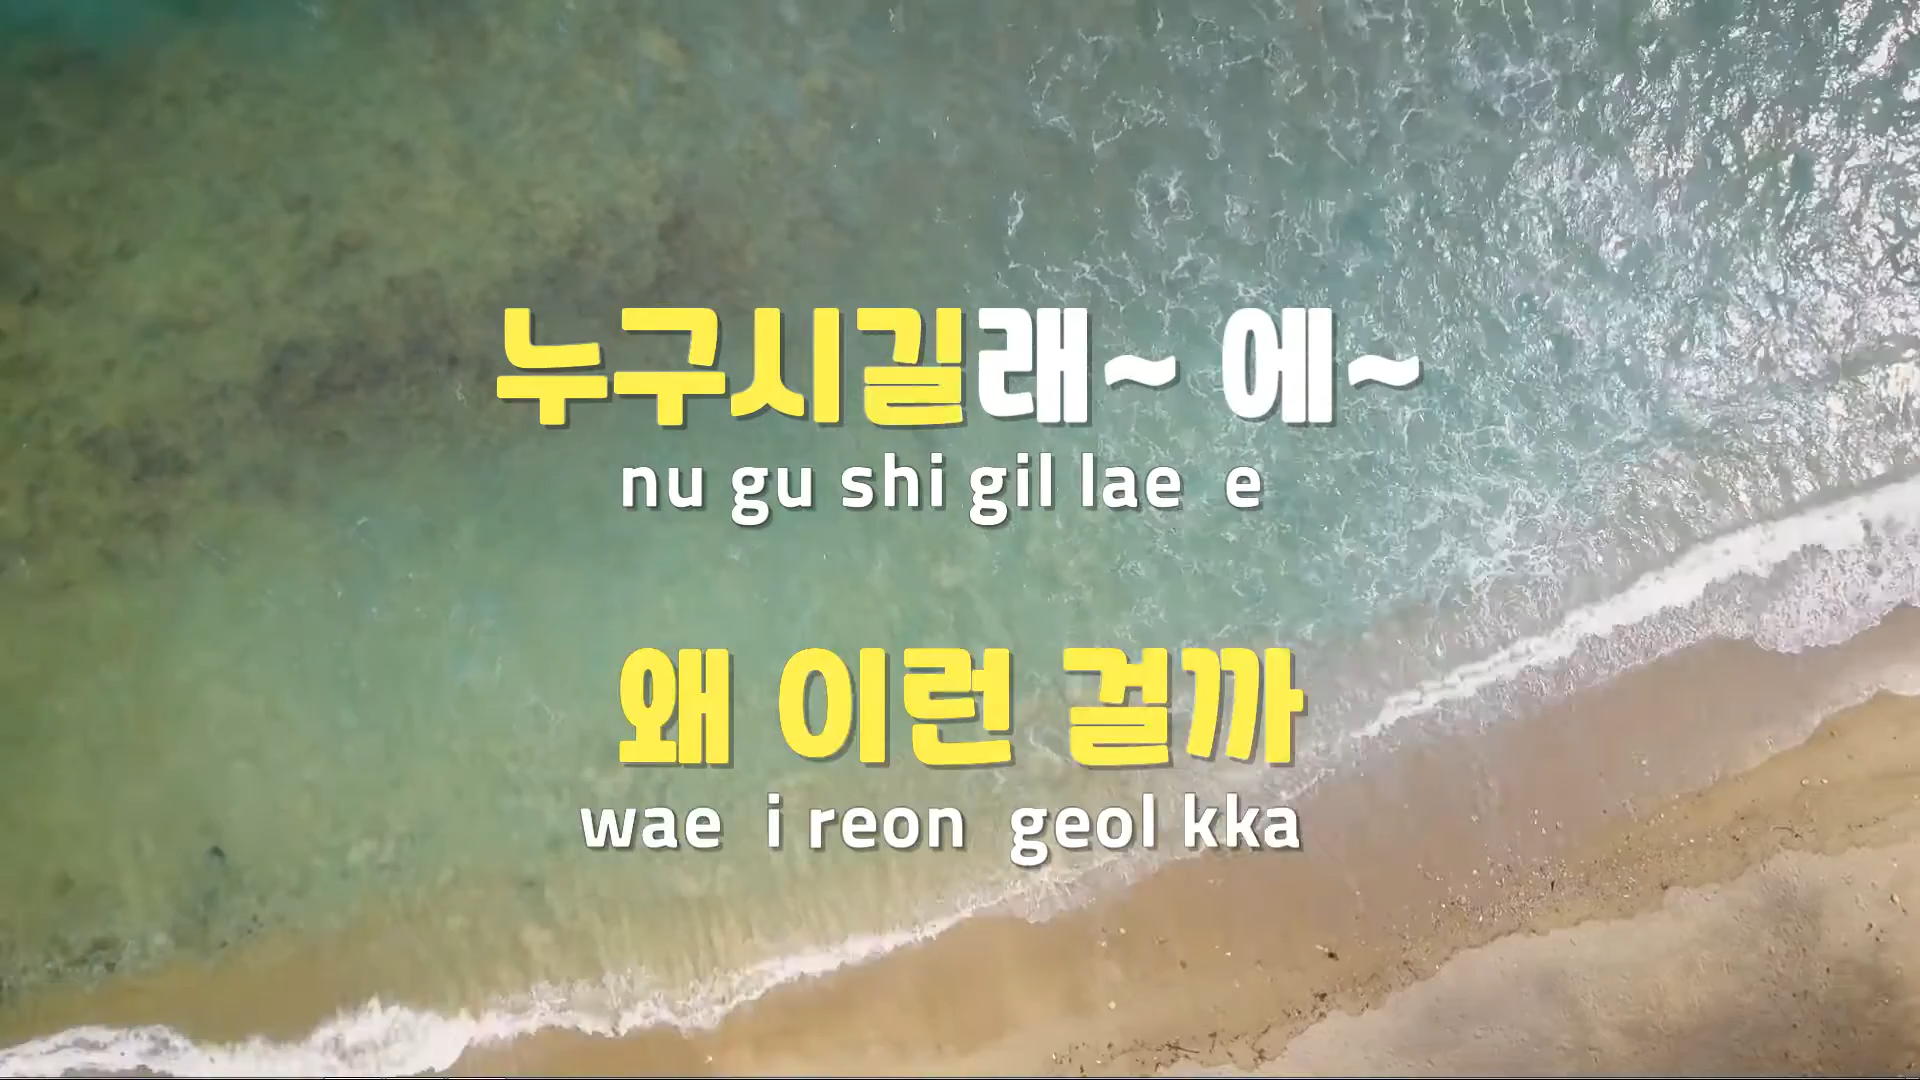 누구시길래~ 에~
nu gu shi gil lae e
왜 이런 걸까
wae i reon geol kka